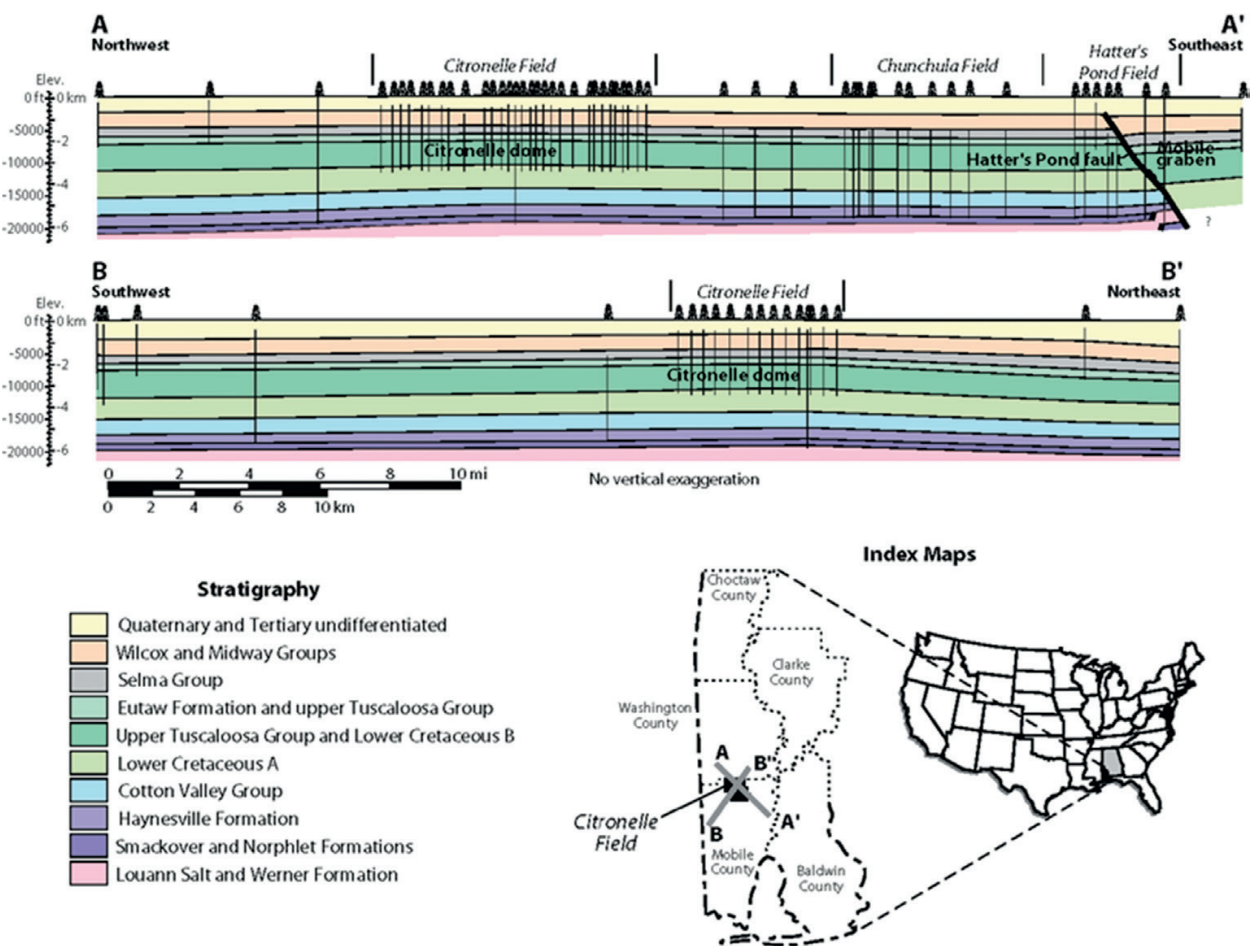 A
Northwest
Citronelle Field
Chunchula Field
Hatter's
Pond Field
A'
Southeast
Elev.
0 ft 0 km
-5000
-2
-10000
-4
-15000
-20000 -6
Citronelle dome
Hatter's Pond fault
Mobile
graben
?
B
Southwest
Citronelle Field
B'
Northeast
Elev.
0 ft 0 km
-5000
-2
-10000
-4
-15000
-20000 -6
Citronelle dome
0 2 4 6 8 10 mi
0 2 4 6 8 10 km
No vertical exaggeration
Stratigraphy
Quaternary and Tertiary undifferentiated
Wilcox and Midway Groups
Selma Group
Eutaw Formation and upper Tuscaloosa Group
Upper Tuscaloosa Group and Lower Cretaceous B
Lower Cretaceous A
Cotton Valley Group
Haynesville Formation
Smackover and Norphlet Formations
Louann Salt and Werner Formation
Index Maps
Choctaw
County
Clarke
County
Washington
County
A
B'
Citronelle
Field
B
A'
Mobile
County
Baldwin
County